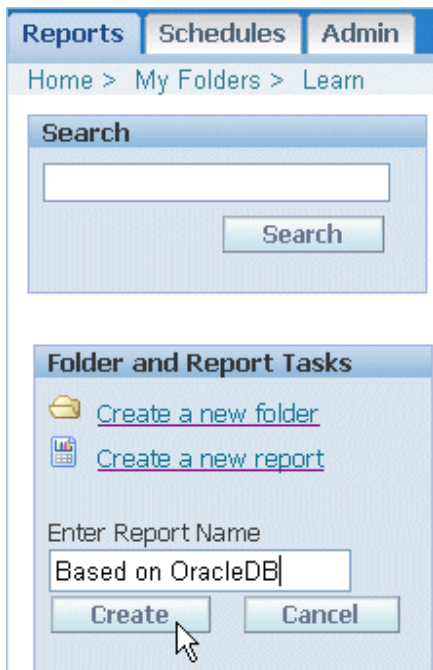 Reports Schedules Admin
Home > My Folders > Learn
Search
Search
Folder and Report Tasks
Create a new folder
Create a new report
Enter Report Name
Based on OracleDB
Create Cancel